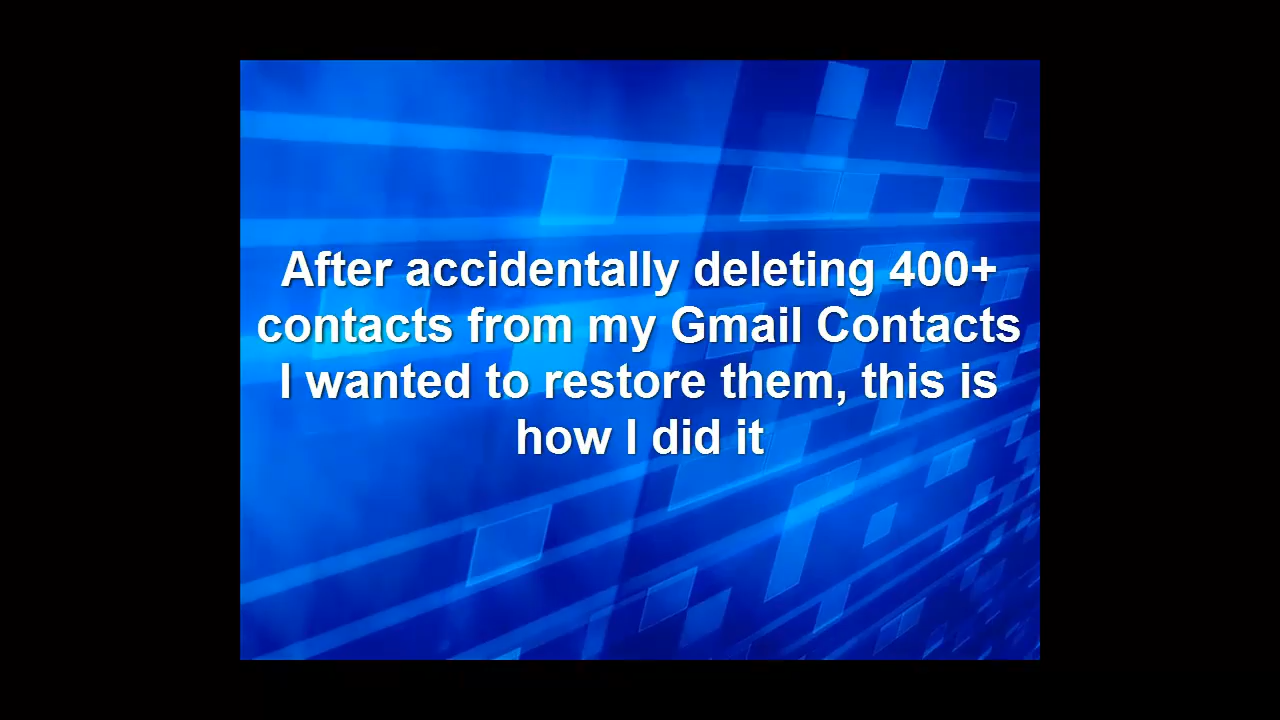 After accidentally deleting 400+
contacts from my Gmail Contacts
I wanted to restore them, this is
how I did it